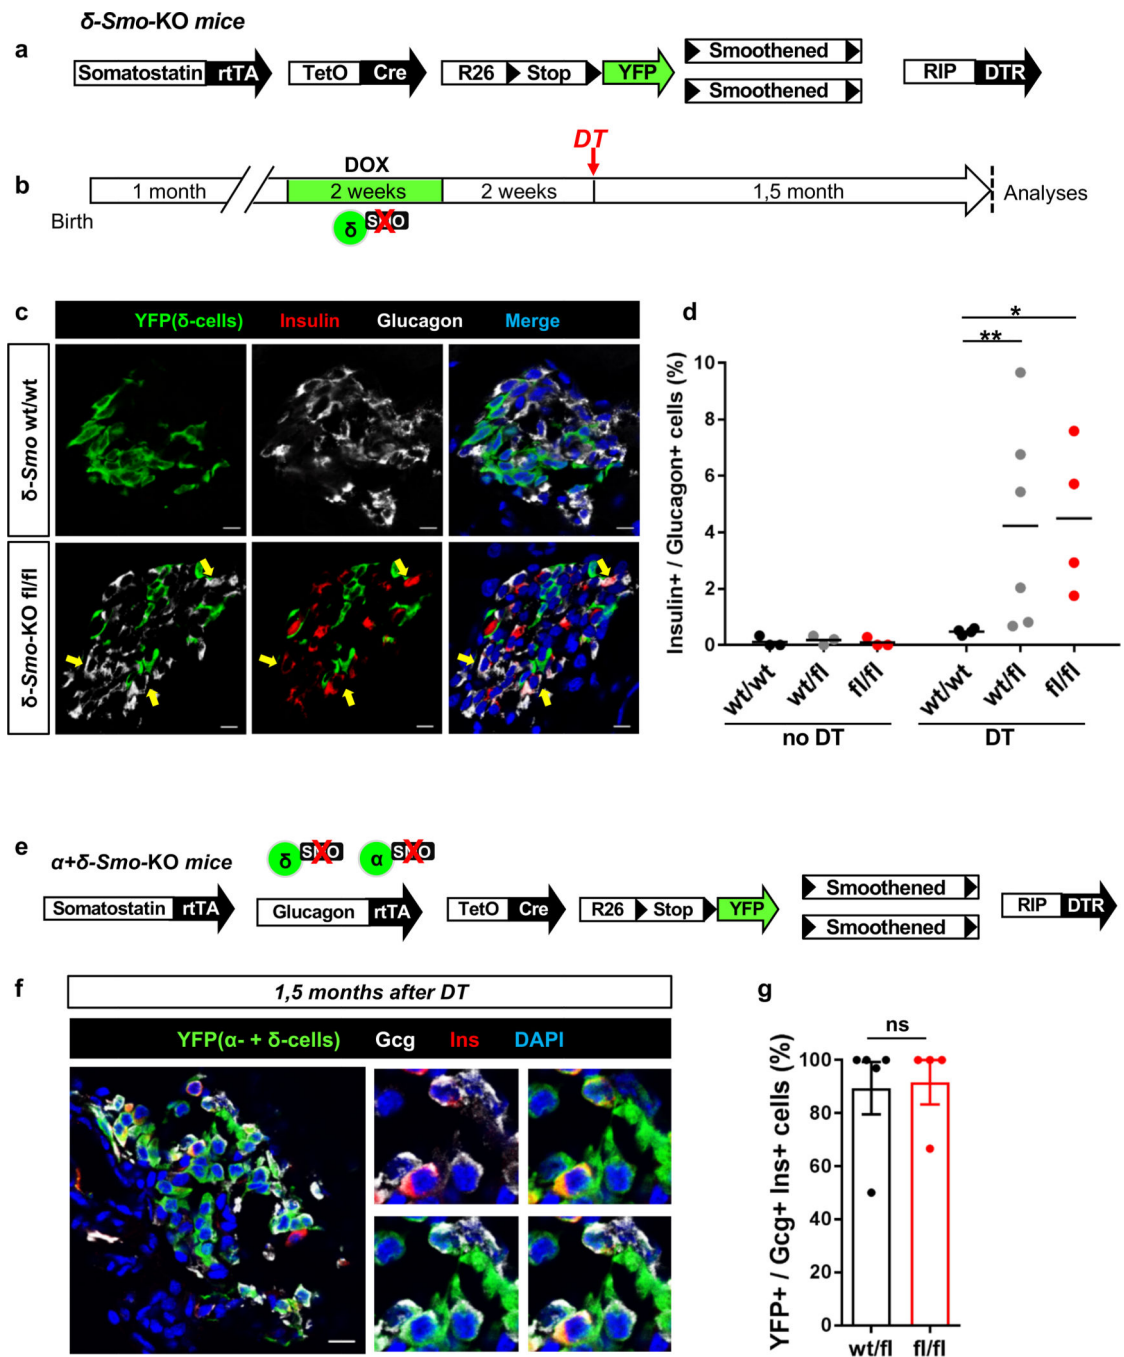 δ-Smo-KO mice
a
Somatostatin rtTA
TetO Cre
R26 Stop YFP
Smoothened
Smoothened
RIP DTR
b
DT
DOX
1 month
2 weeks
2 weeks
1,5 month
Analyses
Birth
δ
SMO
c
YFP(δ-cells) Insulin Glucagon Merge
δ-Smo wt/wt
δ-Smo-KO fl/fl
d
*
**
Insulin+ / Glucagon+ cells (%)
10
8
6
4
2
0
wt/wt
wt/fl
fl/fl
wt/wt
wt/fl
fl/fl
no DT
DT
e
α+δ-Smo-KO mice
δ
SMO
α
SMO
Somatostatin rtTA
Glucagon rtTA
TetO Cre
R26 Stop YFP
Smoothened
Smoothened
RIP DTR
f
1,5 months after DT
YFP(α- + δ-cells) Gcg Ins DAPI
g
ns
YFP+ / Gcg+ Ins+ cells (%)
100
80
60
40
20
0
wt/fl
fl/fl